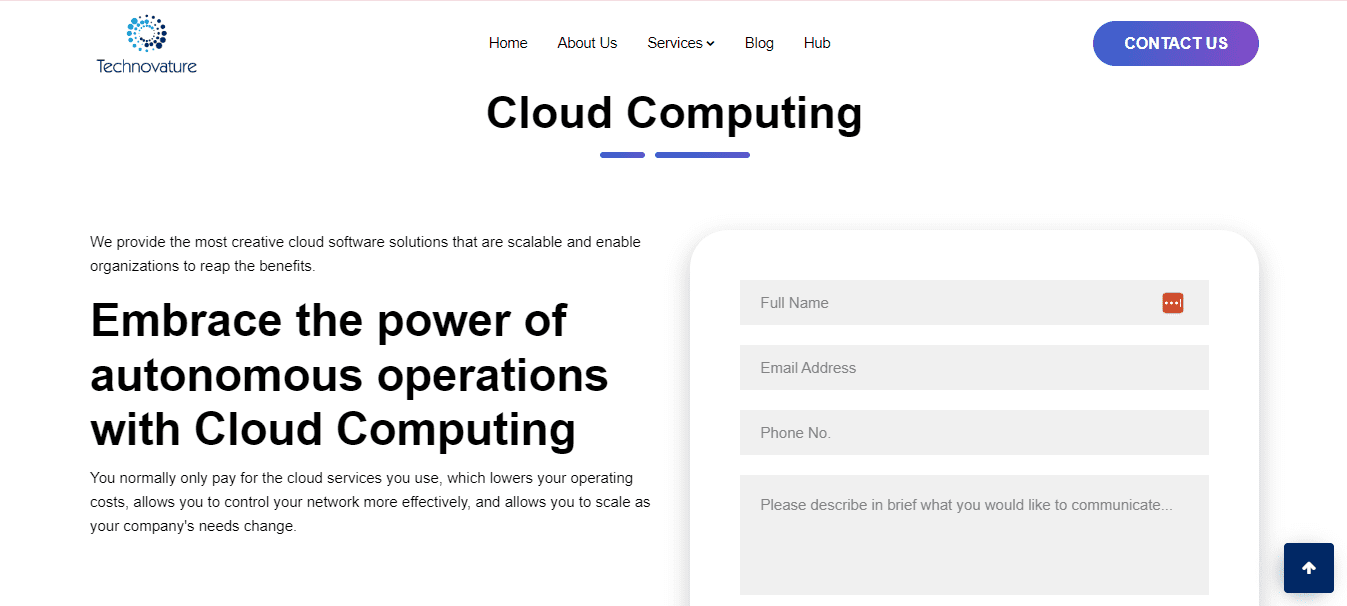 Technovature
Home
About Us
Services
Blog
Hub
CONTACT US
Cloud Computing
We provide the most creative cloud software solutions that are scalable and enable
organizations to reap the benefits.
Embrace the power of
autonomous operations
with Cloud Computing
You normally only pay for the cloud services you use, which lowers your operating
costs, allows you to control your network more effectively, and allows you to scale as
your company's needs change.
Full Name
Email Address
Phone No.
Please describe in brief what you would like to communicate...